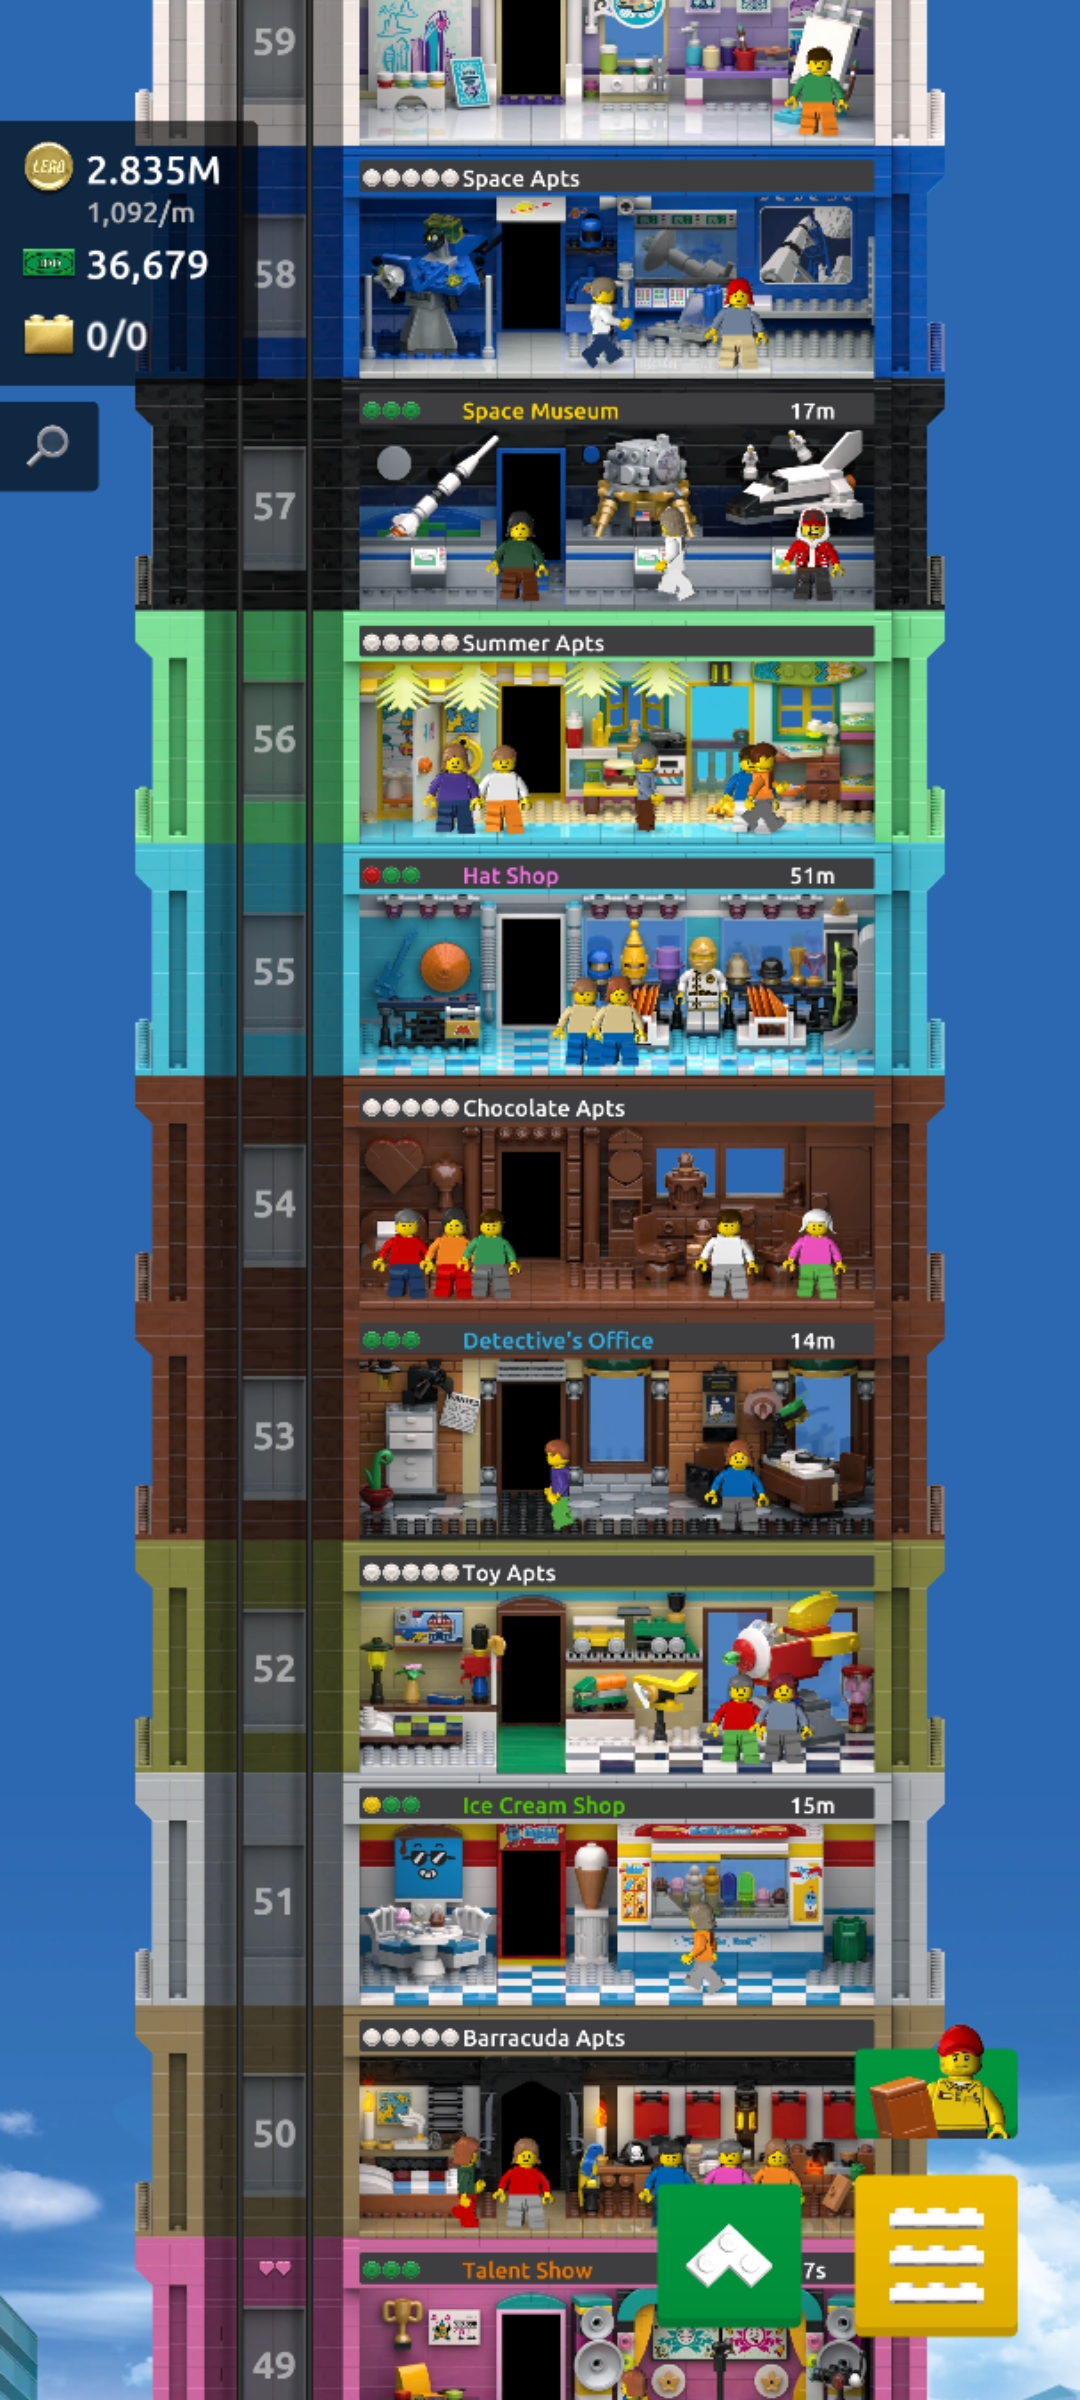 59
LEGO 2.835M
1,092/m
36,679
0/0
Space Apts
58
Space Museum 17m
57
Summer Apts
56
Hat Shop 51m
55
Chocolate Apts
54
Detective's Office 14m
WANTED
53
Toy Apts
52
Ice Cream Shop 15m
51
Barracuda Apts
50
Talent Show 7s
49